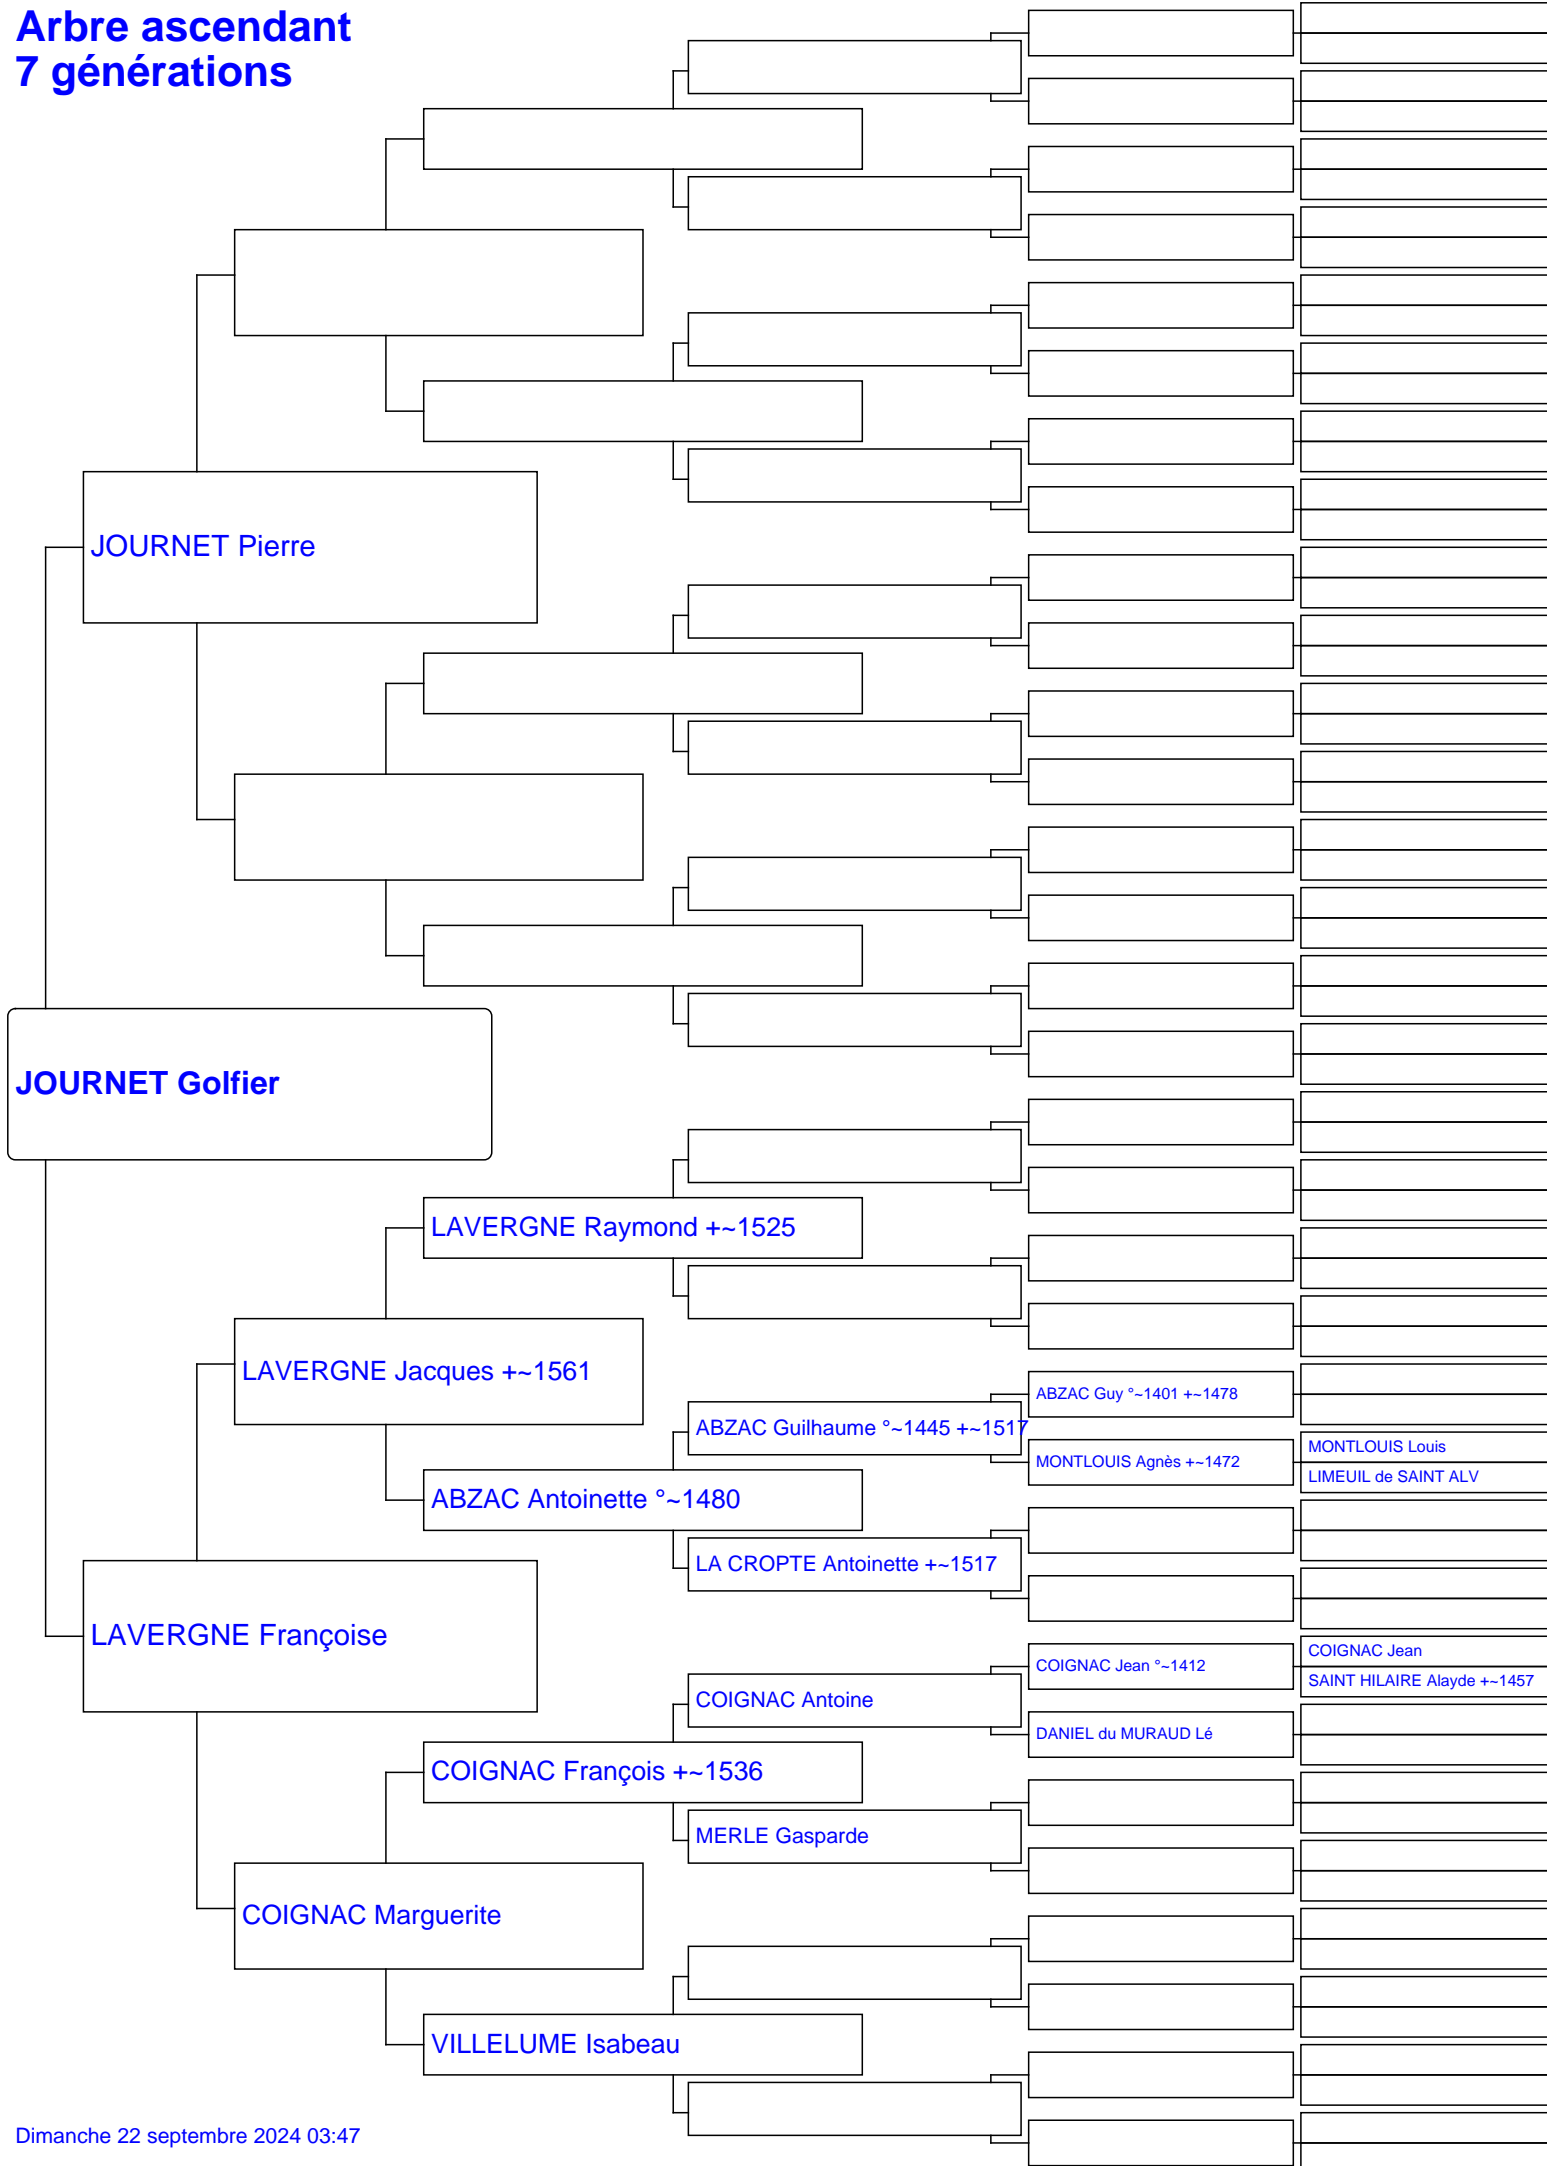 Arbre ascendant
7 générations
JOURNET Pierre
JOURNET Golfier
LAVERGNE Raymond +~1525
LAVERGNE Jacques +~1561
ABZAC Guy °~1401 +~1478
ABZAC Guilhaume °~1445 +~1517
MONTLOUIS Louis
MONTLOUIS Agnès +~1472
LIMEUIL de SAINT ALV
ABZAC Antoinette °~1480
LA CROPTE Antoinette +~1517
LAVERGNE Françoise
COIGNAC Jean
COIGNAC Jean °~1412
SAINT HILAIRE Alayde +~1457
COIGNAC Antoine
DANIEL du MURAUD Lé
COIGNAC François +~1536
MERLE Gasparde
COIGNAC Marguerite
VILLELUME Isabeau
Dimanche 22 septembre 2024 03:47